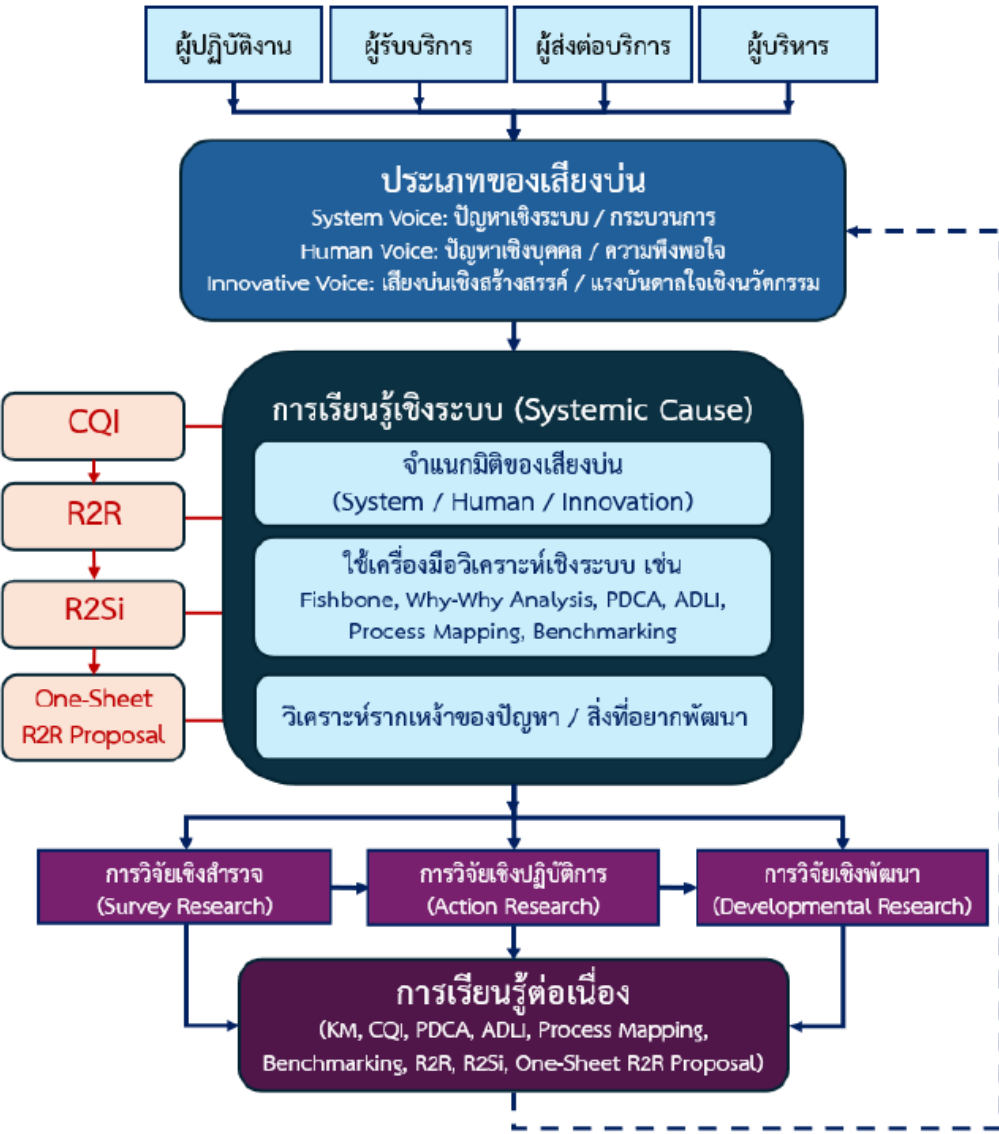 ผู้ปฏิบัติงาน
ผู้รับบริการ
ผู้ส่งต่อบริการ
ผู้บริหาร
ประเภทของเสียงบ่น
System Voice: ปัญหาเชิงระบบ / กระบวนการ
Human Voice: ปัญหาเชิงบุคคล / ความพึงพอใจ
Innovative Voice: เสียงบ่นเชิงสร้างสรรค์ / แรงบันดาลใจเชิงนวัตกรรม
การเรียนรู้เชิงระบบ (Systemic Cause)
จำแนกมิติของเสียงบ่น
(System / Human / Innovation)
ใช้เครื่องมือวิเคราะห์เชิงระบบ เช่น
Fishbone, Why-Why Analysis, PDCA, ADLI,
Process Mapping, Benchmarking
วิเคราะห์รากเหง้าของปัญหา / สิ่งที่อยากพัฒนา
CQI
R2R
R2Si
One-Sheet
R2R Proposal
การวิจัยเชิงสำรวจ
(Survey Research)
การวิจัยเชิงปฏิบัติการ
(Action Research)
การวิจัยเชิงพัฒนา
(Developmental Research)
การเรียนรู้ต่อเนื่อง
(KM, CQI, PDCA, ADLI, Process Mapping,
Benchmarking, R2R, R2Si, One-Sheet R2R Proposal)